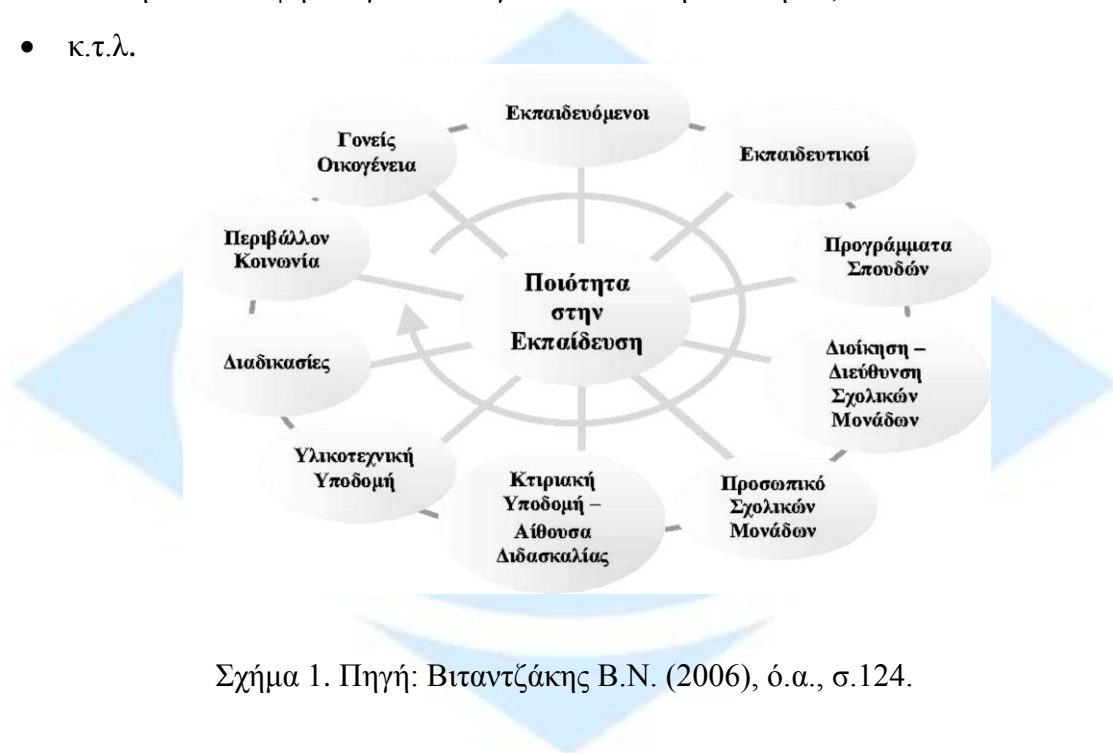 κ.τ.λ.
Εκπαιδευόμενοι
Εκπαιδευτικοί
Προγράμματα
Σπουδών
Διοίκηση –
Διεύθυνση
Σχολικών
Μονάδων
Προσωπικό
Σχολικών
Μονάδων
Κτιριακή
Υποδομή –
Αίθουσα
Διδασκαλίας
Υλικοτεχνική
Υποδομή
Διαδικασίες
Περιβάλλον
Κοινωνία
Γονείς
Οικογένεια
Ποιότητα
στην
Εκπαίδευση
Σχήμα 1. Πηγή: Βιταντζάκης Β.Ν. (2006), ό.α., σ.124.